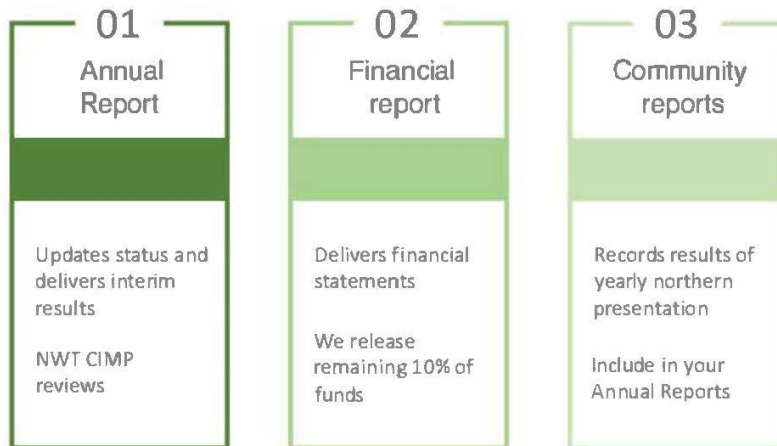 01
Annual
Report
Updates status and
delivers interim
results
NWT CIMP
reviews
02
Financial
report
Delivers financial
statements
We release
remaining 10% of
funds
03
Community
reports
Records results of
yearly northern
presentation
Include in your
Annual Reports